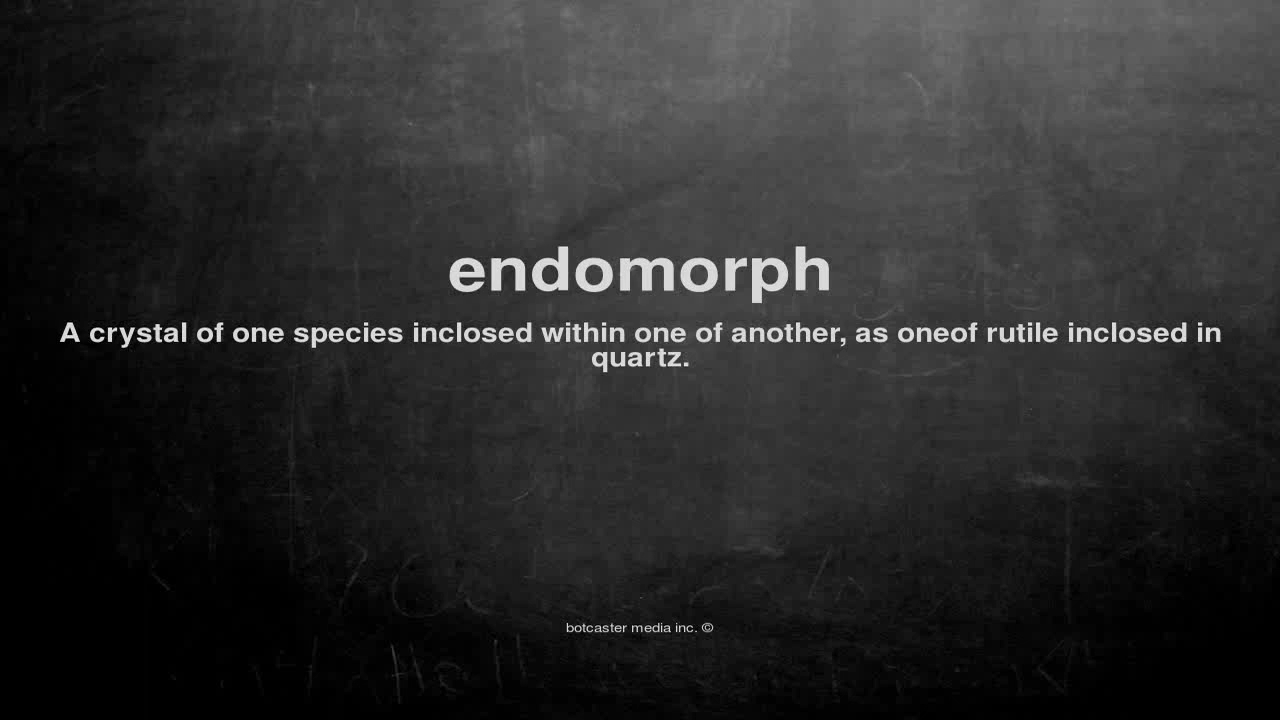 endomorph
A crystal of one species inclosed within one of another, as oneof rutile inclosed in
quartz.
botcaster media inc. ©